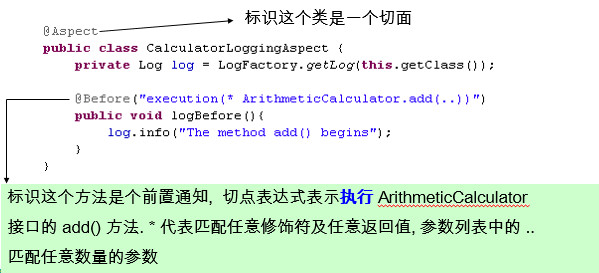 标识这个类是一个切面
@Aspect
public class CalculatorLoggingAspect {
private Log log = LogFactory.getLog(this.getClass());
@Before("execution(* ArithmeticCalculator.add(..))")
public void logBefore(){
log.info("The method add() begins");
}
}
标识这个方法是个前置通知, 切点表达式表示执行 ArithmeticCalculator
接口的 add() 方法. * 代表匹配任意修饰符及任意返回值, 参数列表中的 ..
匹配任意数量的参数